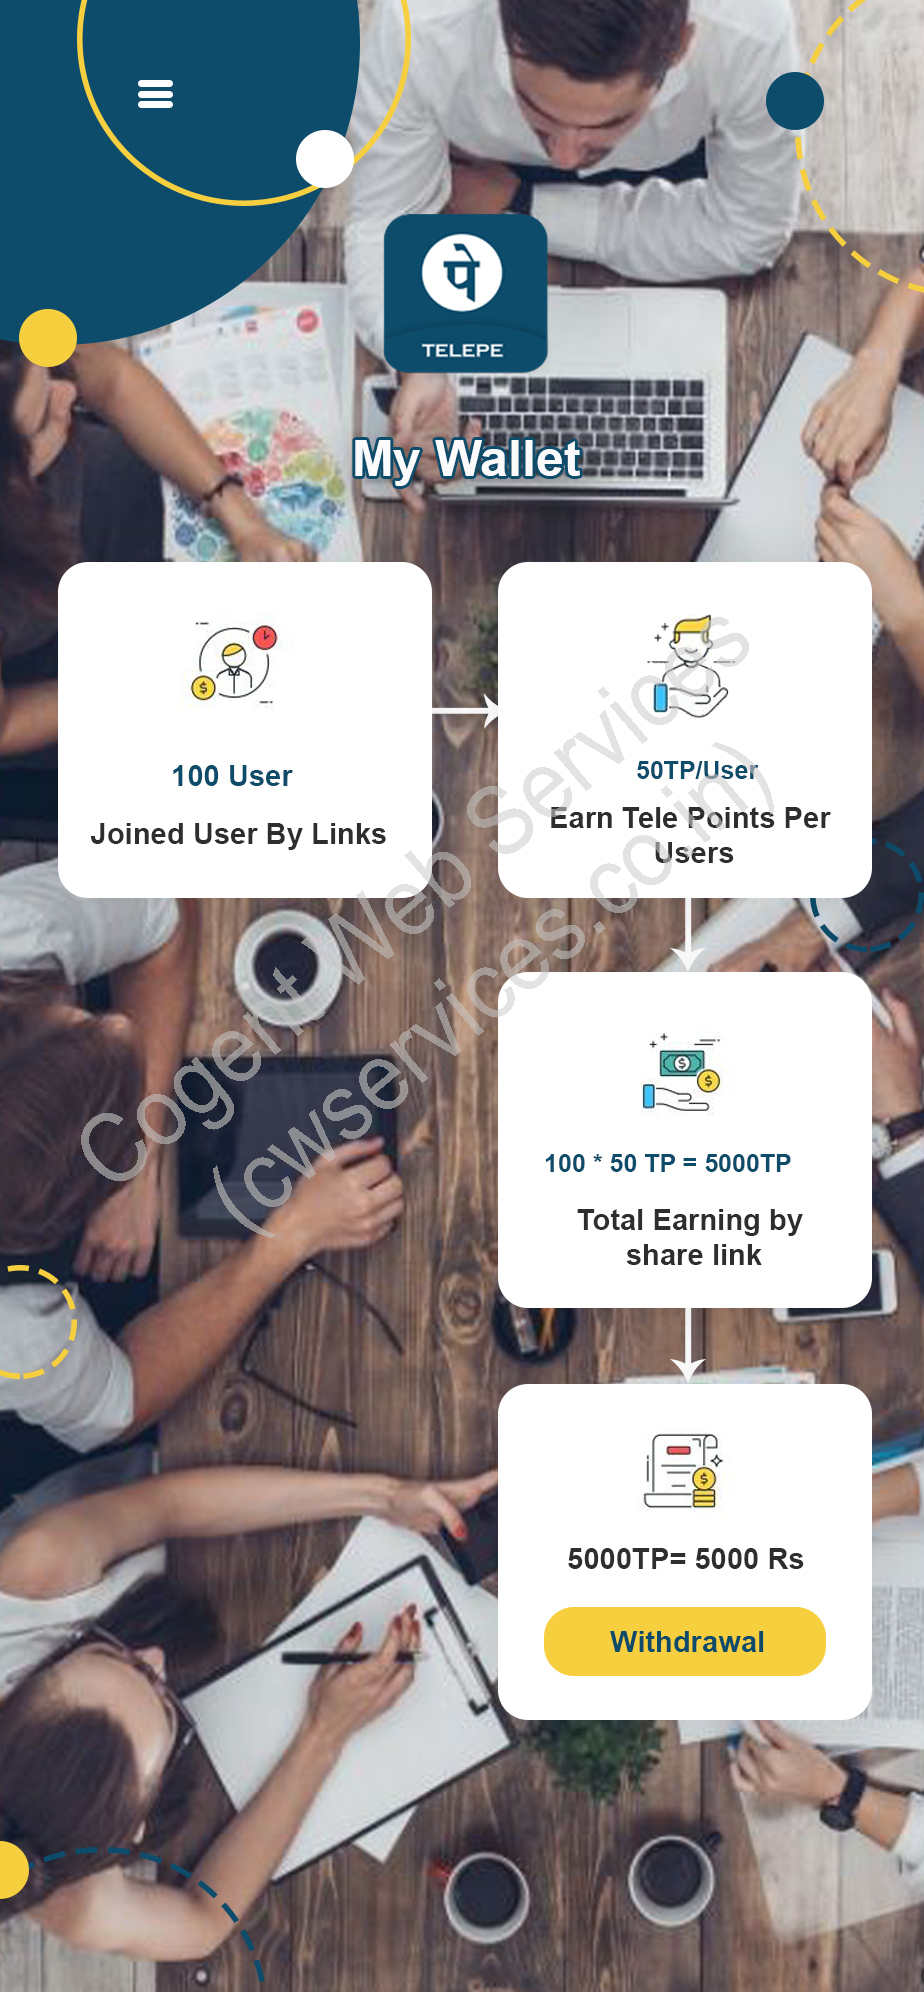 पे
TELEPE
My Wallet
100 User
Joined User By Links
50TP/User
Earn Tele Points Per
Users
100 * 50 TP = 5000TP
Total Earning by
share link
5000TP= 5000 Rs
Withdrawal
Cogent Web Services
(cwservices.co.in)